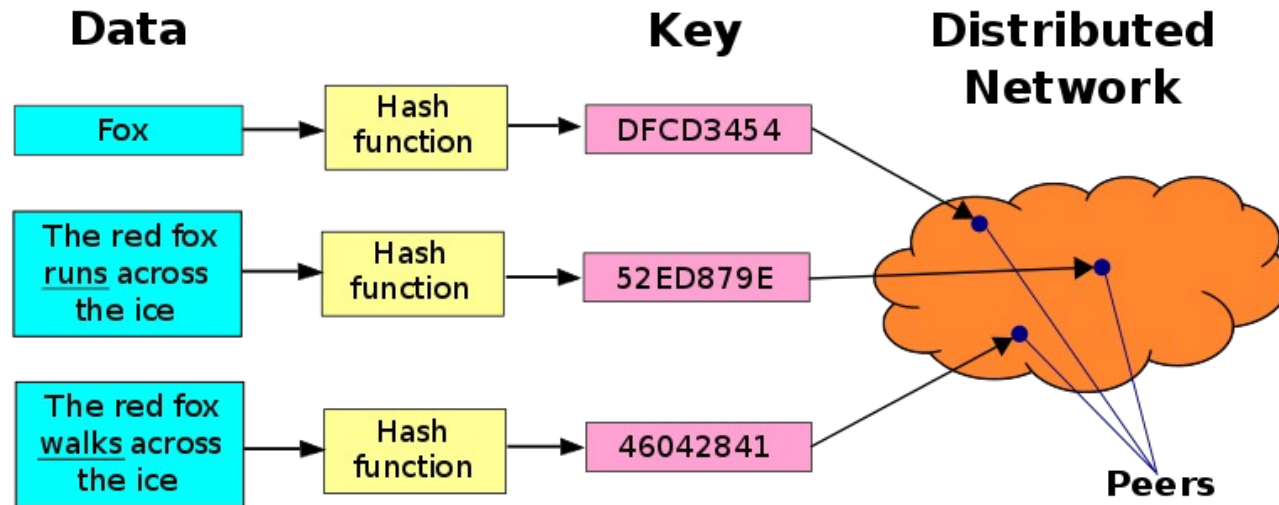 Data
Key
Distributed
Network
Fox
Hash
function
DFCD3454
The red fox
runs across
the ice
Hash
function
52ED879E
The red fox
walks across
the ice
Hash
function
46042841
Peers